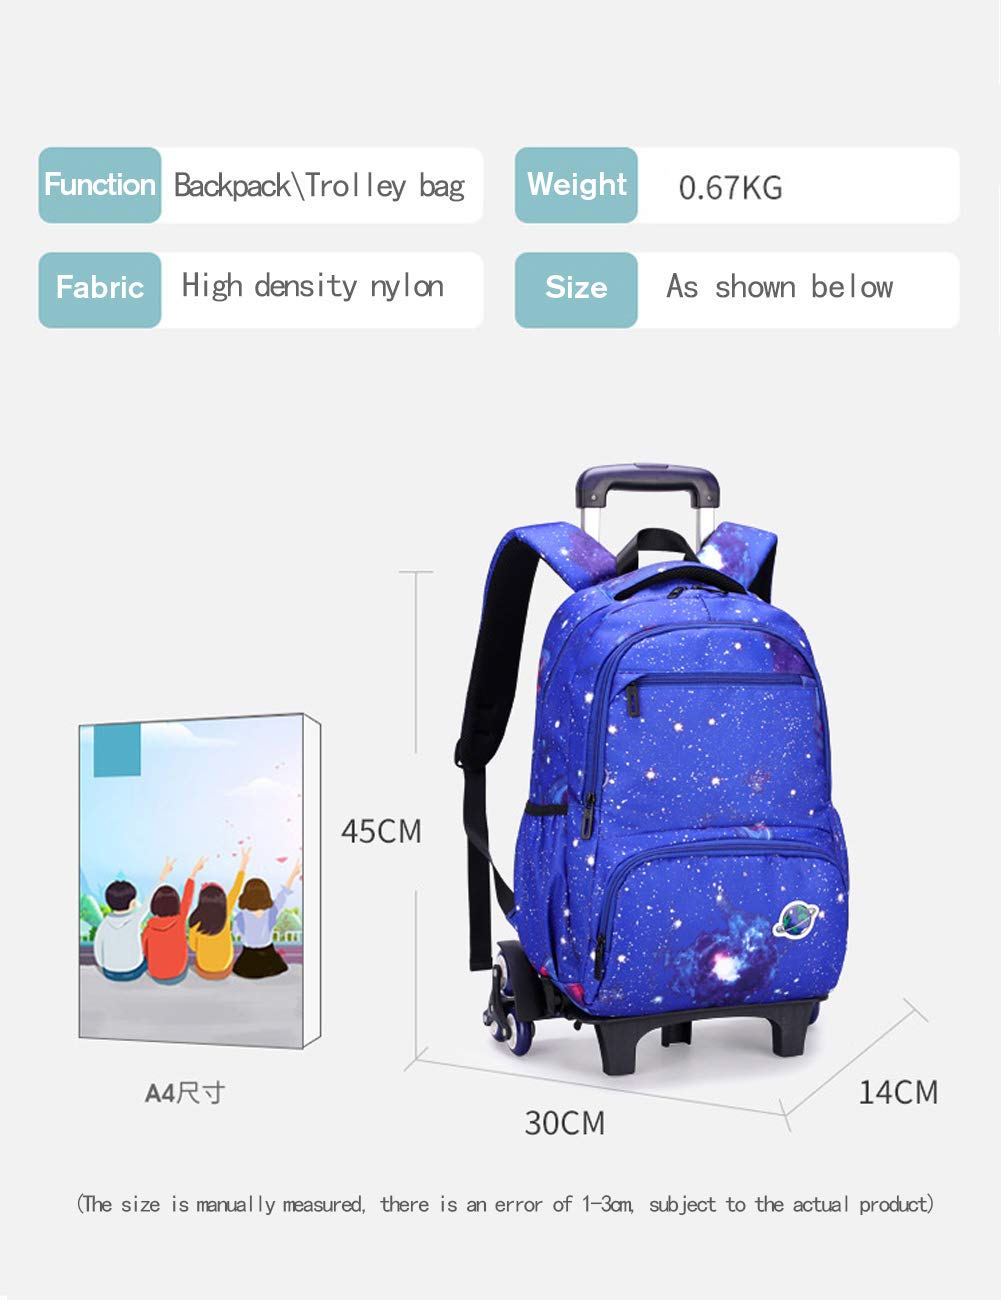 Function Backpack\Trolley bag
Weight 0.67KG
Fabric High density nylon
Size As shown below
45CM
A4尺寸
30CM
14CM
(The size is manually measured, there is an error of 1-3cm, subject to the actual product)